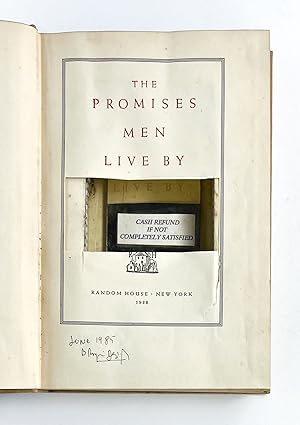 THE
PROMISES
MEN
LIVE BY
LIVE BY
CASH REFUND
IF NOT
COMPLETELY SATISFIED
RANDOM HOUSE · NEW YORK
1938
June 1985